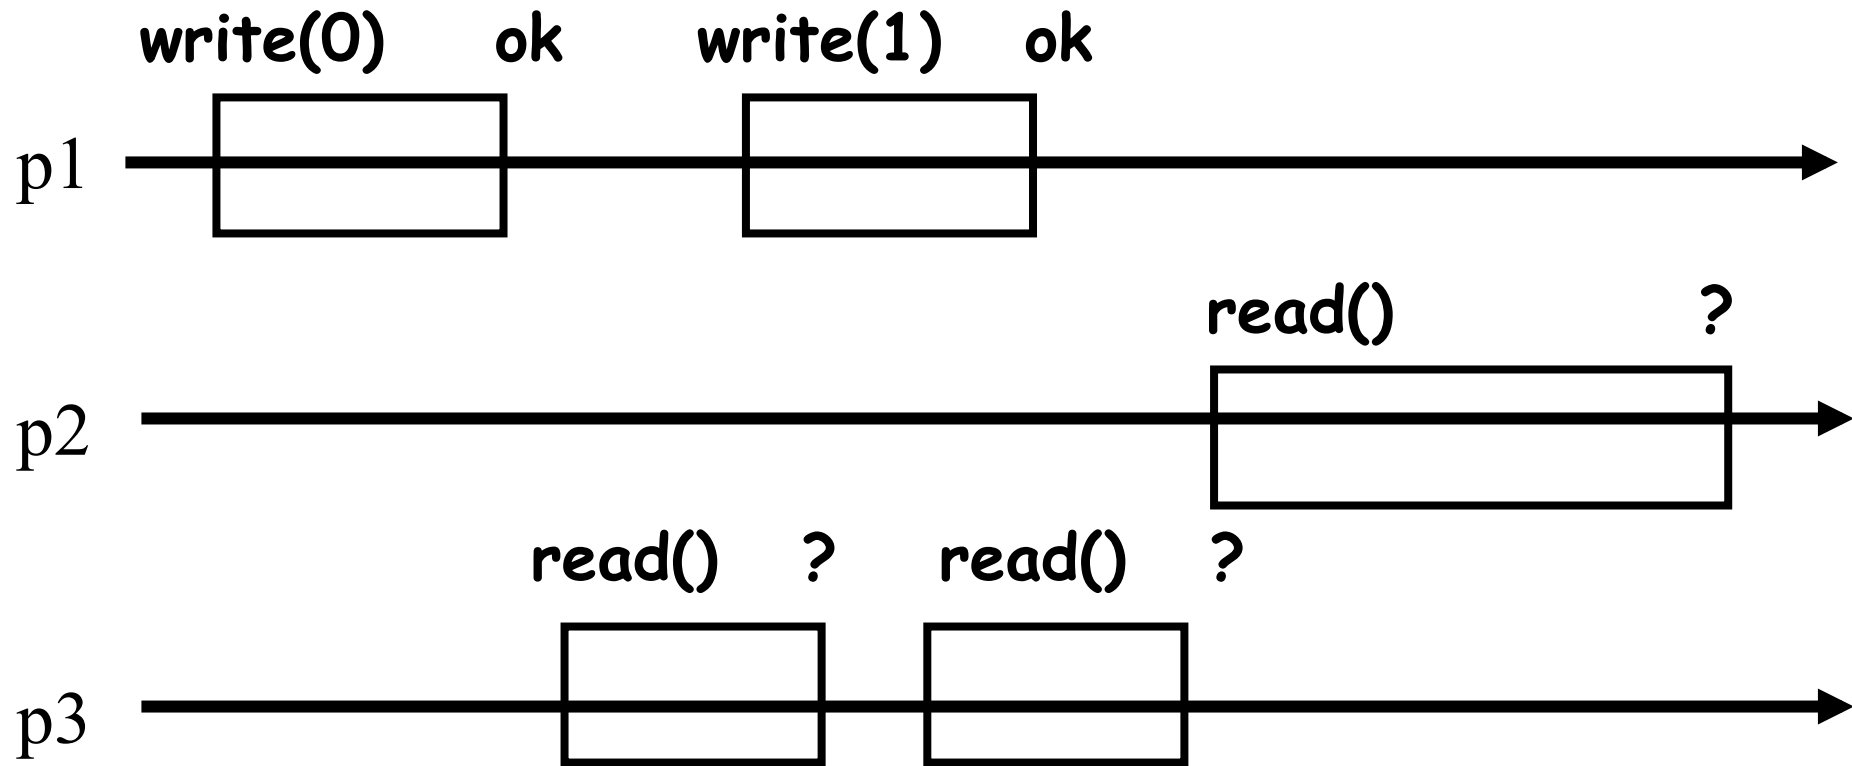 write(0) ok write(1) ok
p1
read() ?
p2
read() ? read() ?
p3